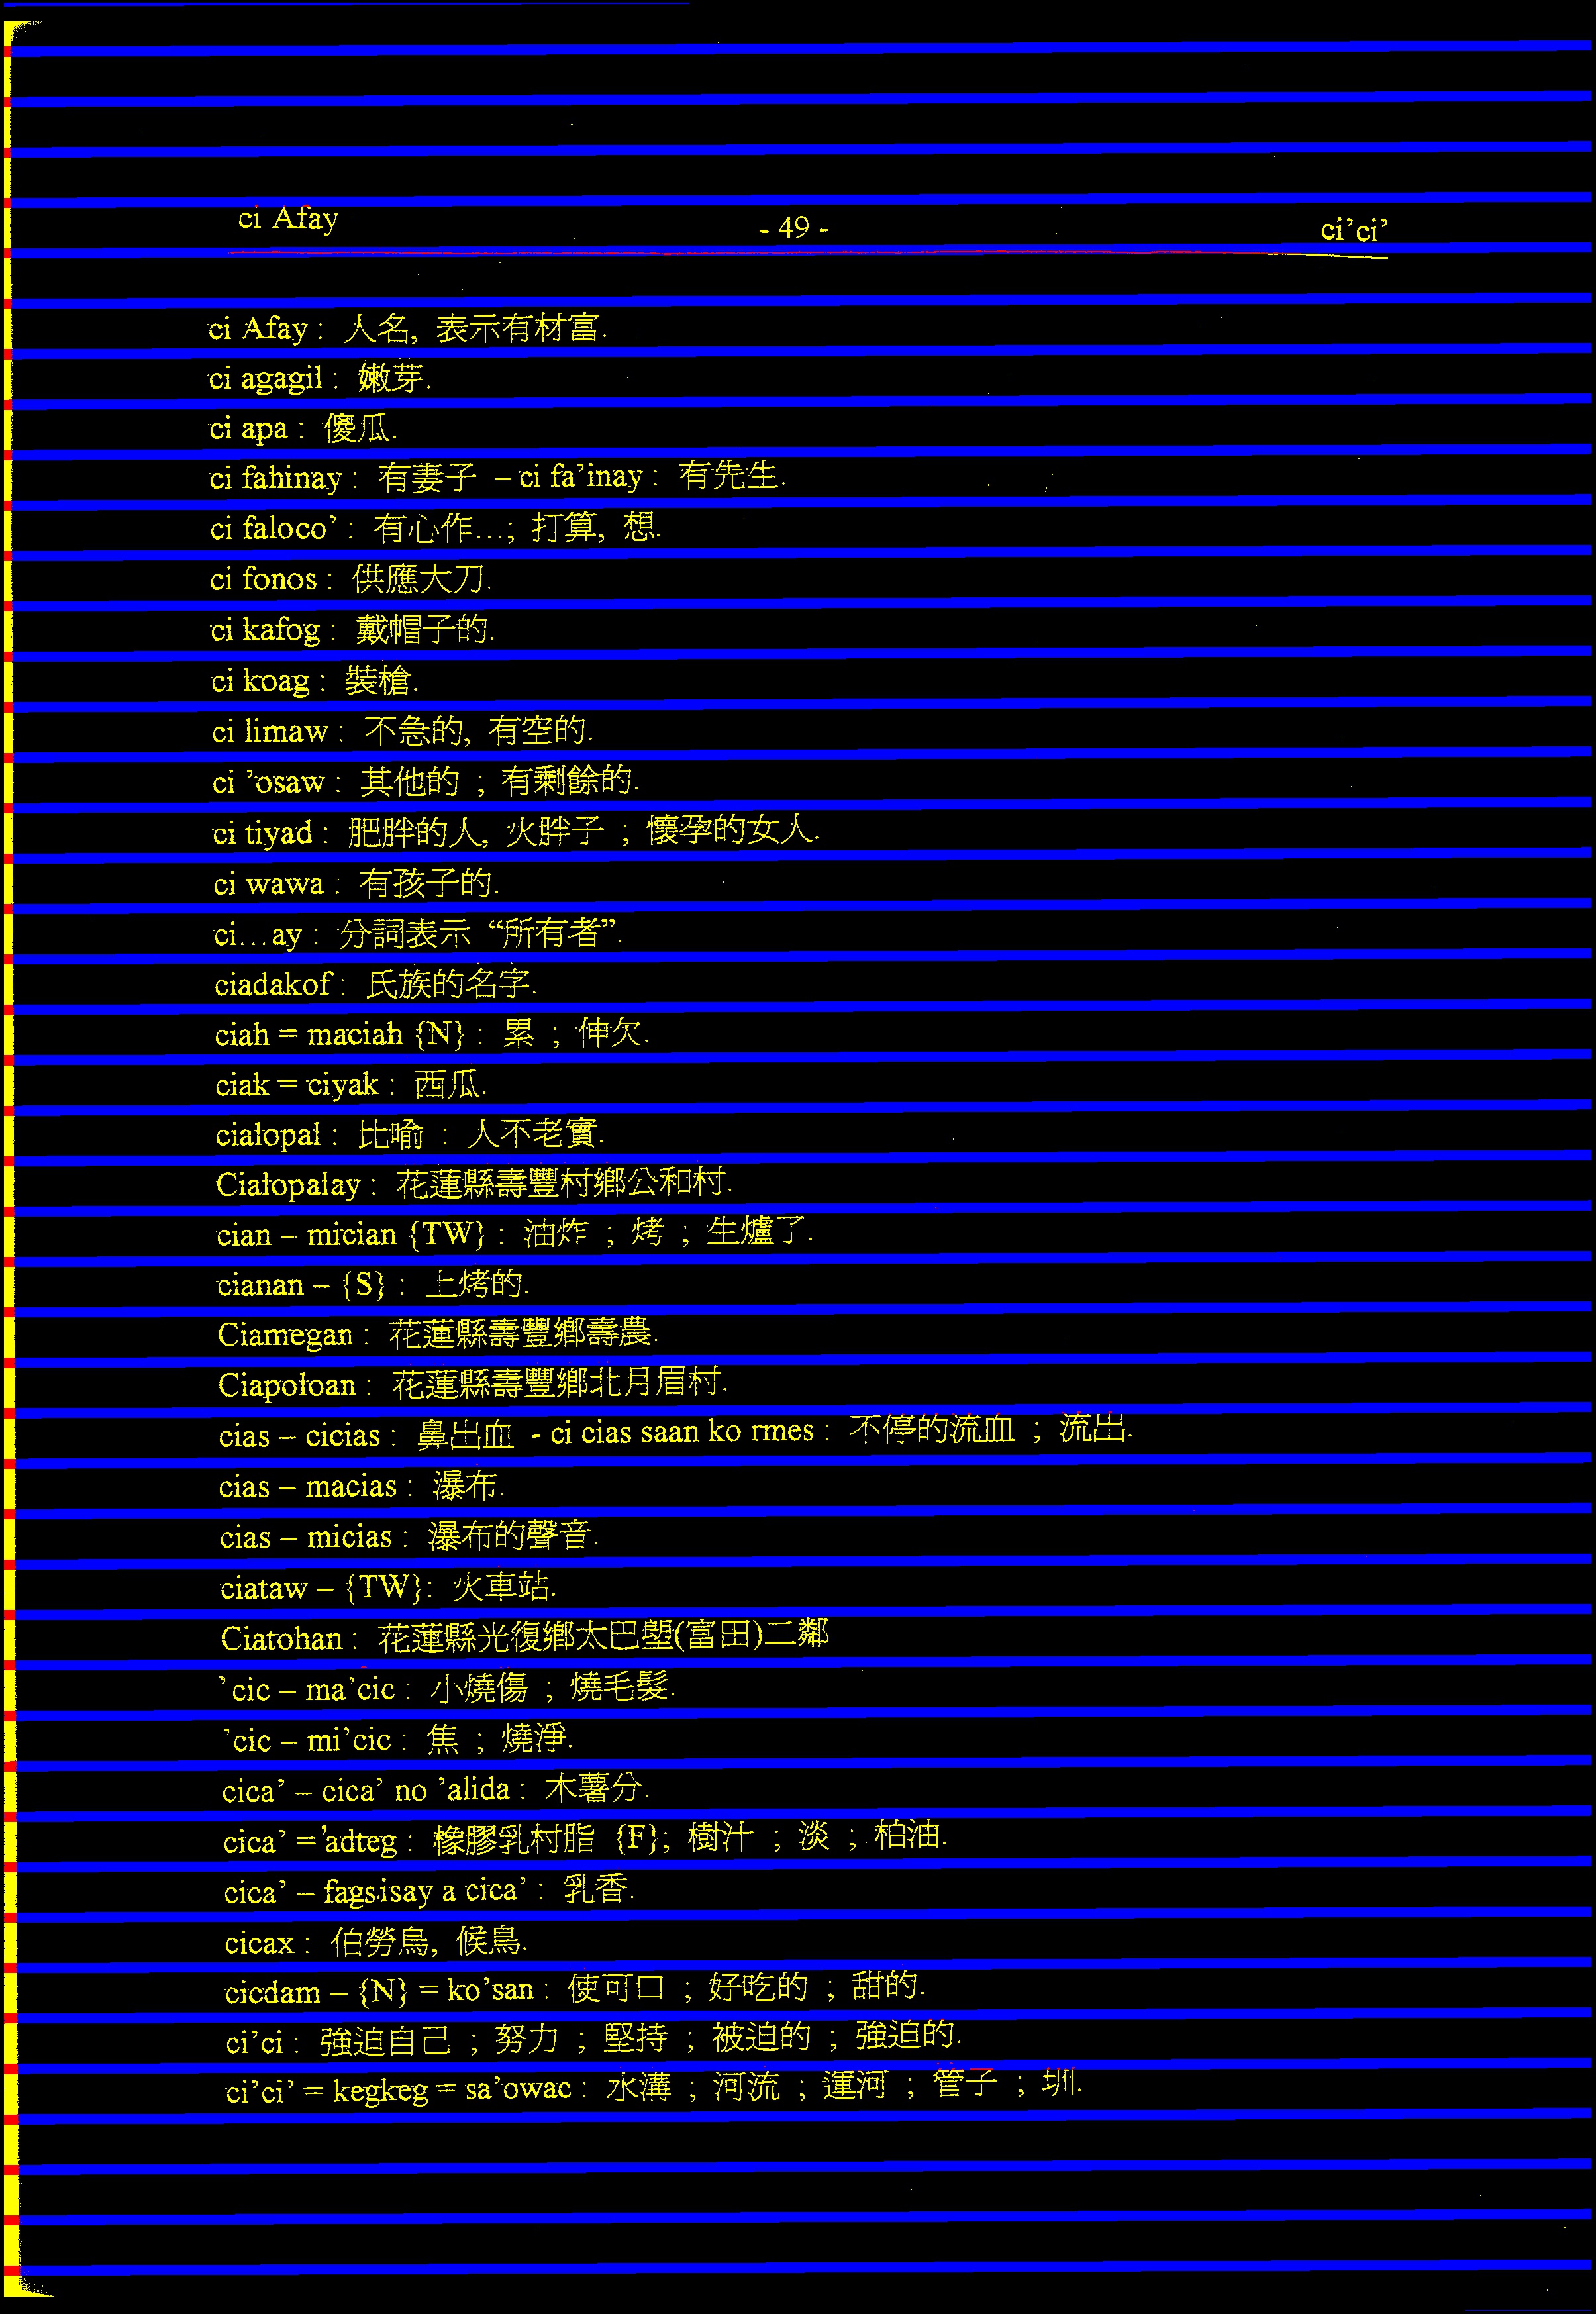 ci Afay - 49 - ci’ci’
ci Afay : 人名, 表示有材富.
ci agagil : 嫩芽.
ci apa : 傻瓜.
ci fahinay : 有妻子 – ci fa’inay : 有先生.
ci faloco’ : 有心作...; 打算, 想.
ci fonos : 供應大刀.
ci kafog : 戴帽子的.
ci koag : 裝槍.
ci limaw : 不急的, 有空的.
ci ’osaw : 其他的 ; 有剩餘的.
ci tiyad : 肥胖的人, 火胖子 ; 懷孕的女人.
ci wawa : 有孩子的.
ci...ay : 分詞表示 “所有者”.
ciadakof : 氏族的名字.
ciah = maciah {N} : 累 ; 伸欠.
ciak = ciyak : 西瓜.
cialopal : 比喻 : 人不老實.
Cialopalay : 花蓮縣壽豐村鄉公和村.
cian – mician {TW} : 油炸 ; 烤 ; 生爐了.
cianan – {S} : 上烤的.
Ciamegan : 花蓮縣壽豐鄉壽農.
Ciapoloan : 花蓮縣壽豐鄉北月眉村.
cias – cicias : 鼻出血 - ci cias saan ko rmes : 不停的流血 ; 流出.
cias – macias : 瀑布.
cias – micias : 瀑布的聲音.
ciataw – {TW}: 火車站.
Ciatohan : 花蓮縣光復鄉太巴塱(富田)二鄰
’cic – ma’cic : 小燒傷 ; 燒毛髮.
’cic – mi’cic : 焦 ; 燒淨.
cica’ – cica’ no ’alida : 木薯分.
cica’ =’adteg : 橡膠乳村脂 {F}; 樹汁 ; 淡 ; 柏油.
cica’ – fagsisay a cica’ : 乳香.
cicax : 伯勞鳥, 候鳥.
cicdam – {N} = ko’san : 使可口 ; 好吃的 ; 甜的.
ci’ci : 強迫自己 ; 努力 ; 堅持 ; 被迫的 ; 強迫的.
ci’ci’ = kegkeg = sa’owac : 水溝 ; 河流 ; 運河 ; 管子 ; 圳.